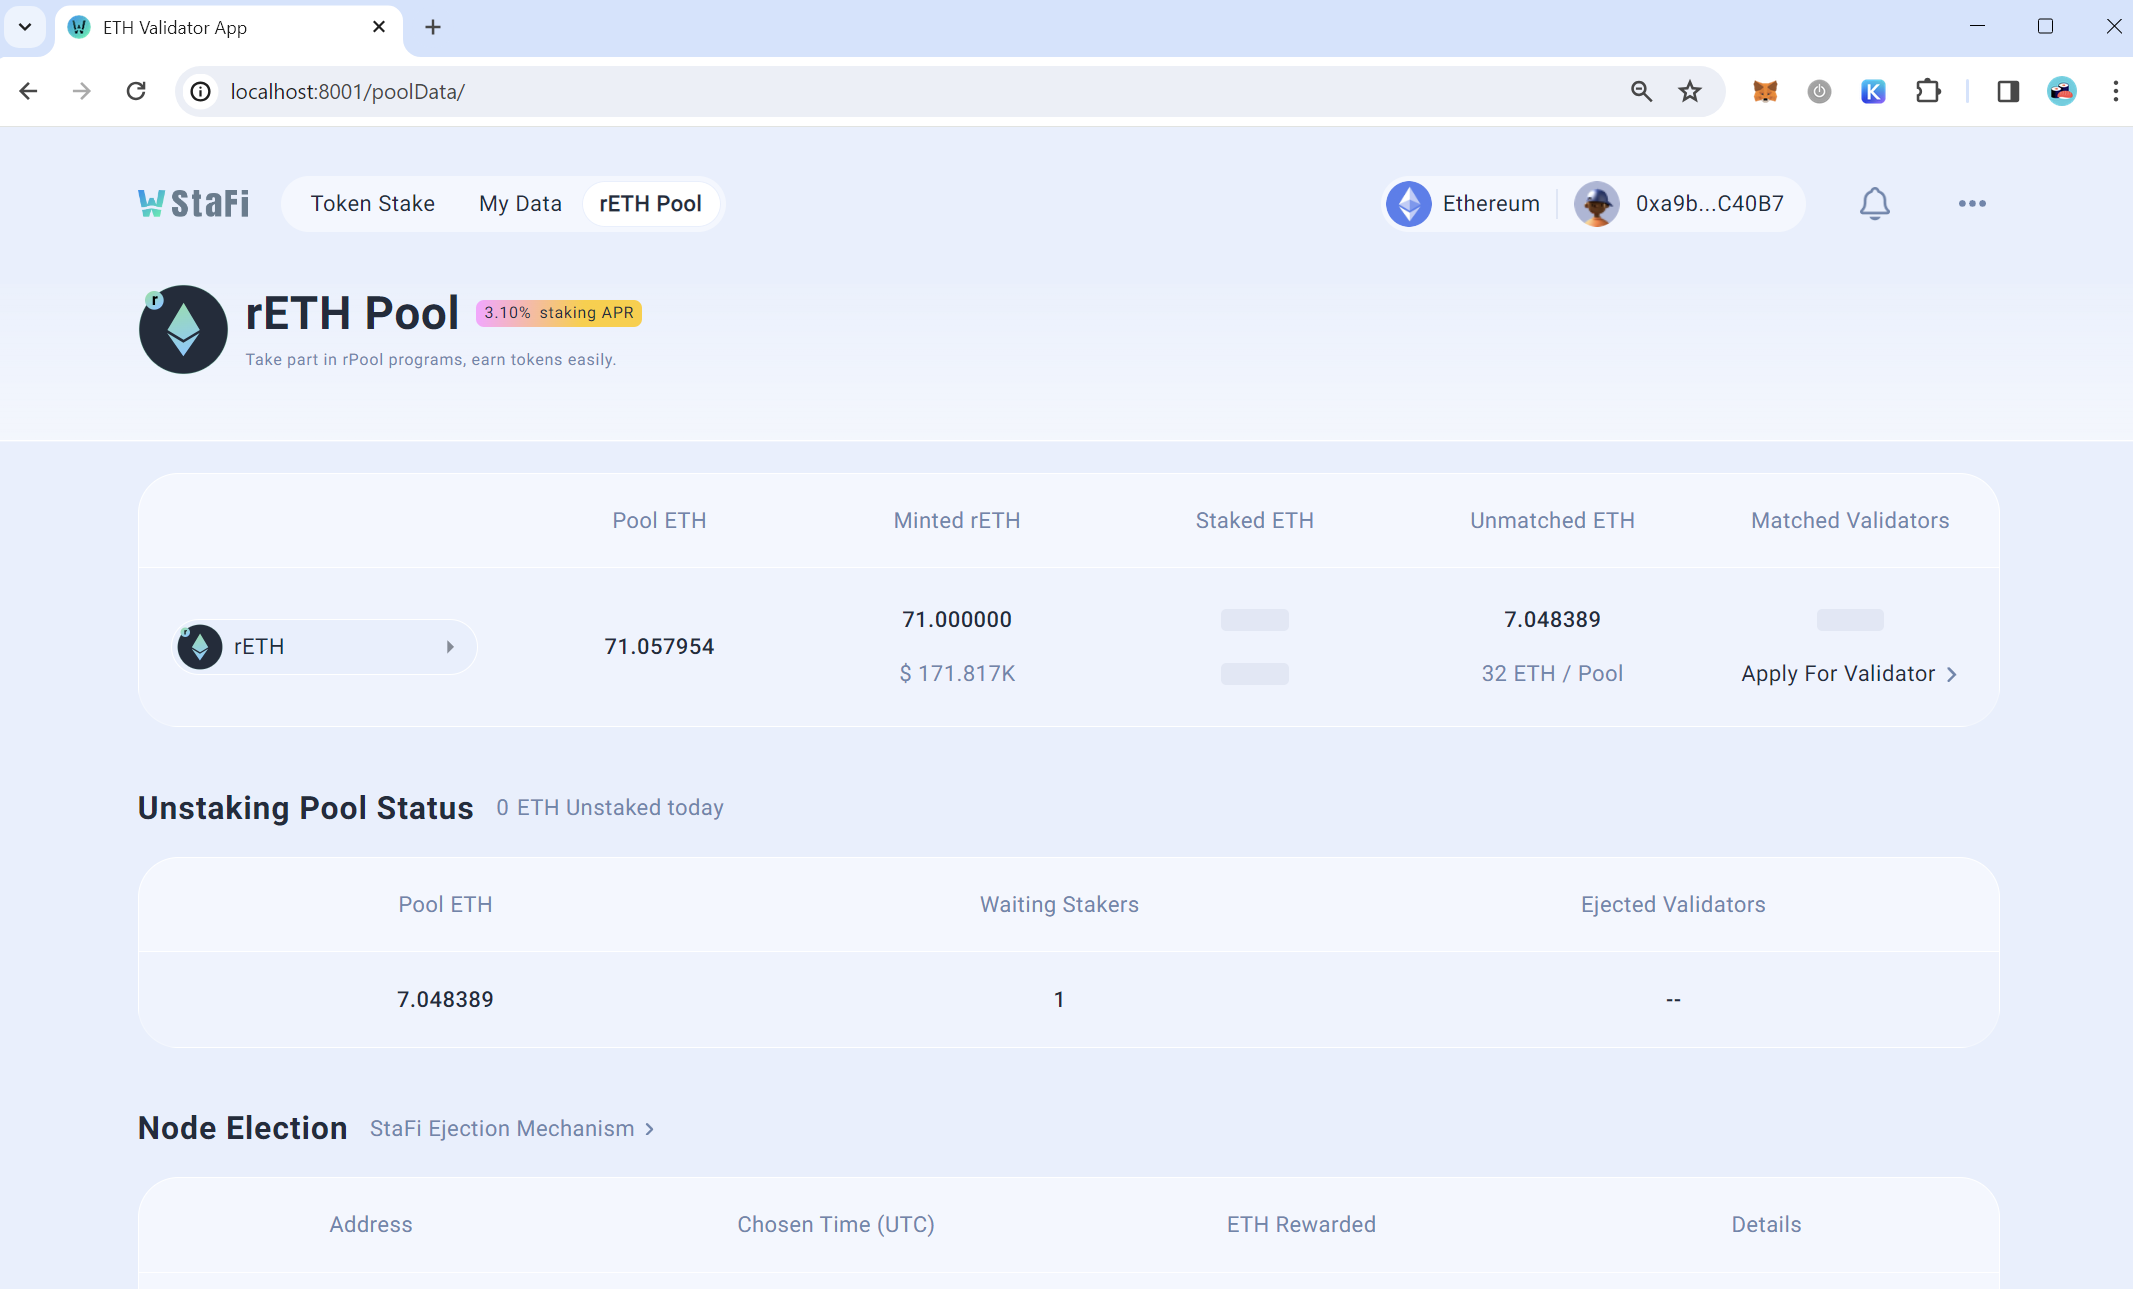 ETH Validator App
localhost:8001/poolData/
StaFi
Token Stake
My Data
rETH Pool
Ethereum
0xa9b...C40B7
rETH Pool
3.10% staking APR
Take part in rPool programs, earn tokens easily.
Pool ETH
Minted rETH
Staked ETH
Unmatched ETH
Matched Validators
rETH
71.057954
71.000000
$ 171.817K
7.048389
32 ETH / Pool
Apply For Validator
Unstaking Pool Status
0 ETH Unstaked today
Pool ETH
Waiting Stakers
Ejected Validators
7.048389
1
--
Node Election
StaFi Ejection Mechanism
Address
Chosen Time (UTC)
ETH Rewarded
Details